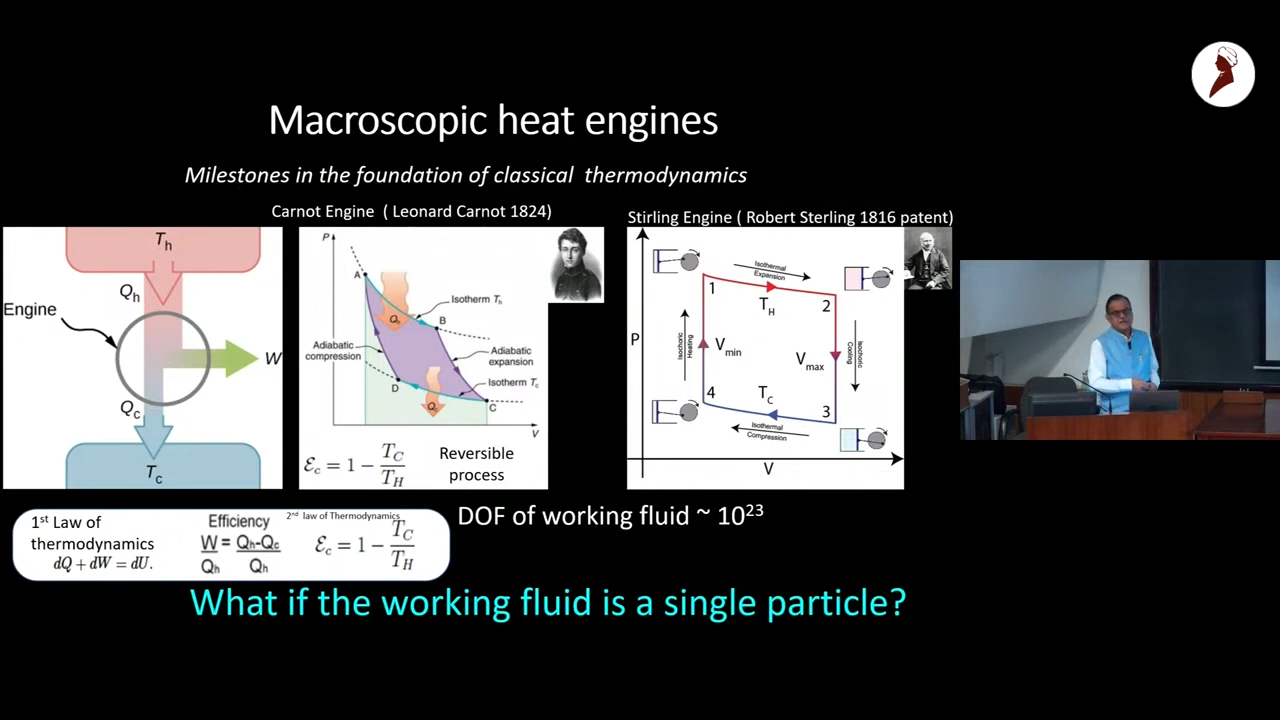 Macroscopic heat engines
Milestones in the foundation of classical thermodynamics
Carnot Engine ( Leonard Carnot 1824)
Stirling Engine ( Robert Sterling 1816 patent)
T_h
Q_h
Engine
W
Q_c
T_c
P
A
Q_h
Isotherm T_h
B
Adiabatic
compression
Adiabatic
expansion
D
Isotherm T_c
Q_c
C
V
ℰ_c = 1 − T_C/T_H
Reversible
process
Isothermal
Expansion
1
T_H
2
P
Isochoric
Heating
V_min
V_max
Isochoric
Cooling
4
T_C
3
Isothermal
Compression
V
1st Law of
thermodynamics
dQ + dW = dU.
Efficiency
W/Q_h = Q_h-Q_c/Q_h
2nd law of Thermodynamics
ℰ_c = 1 − T_C/T_H
DOF of working fluid ~ 10^23
What if the working fluid is a single particle?